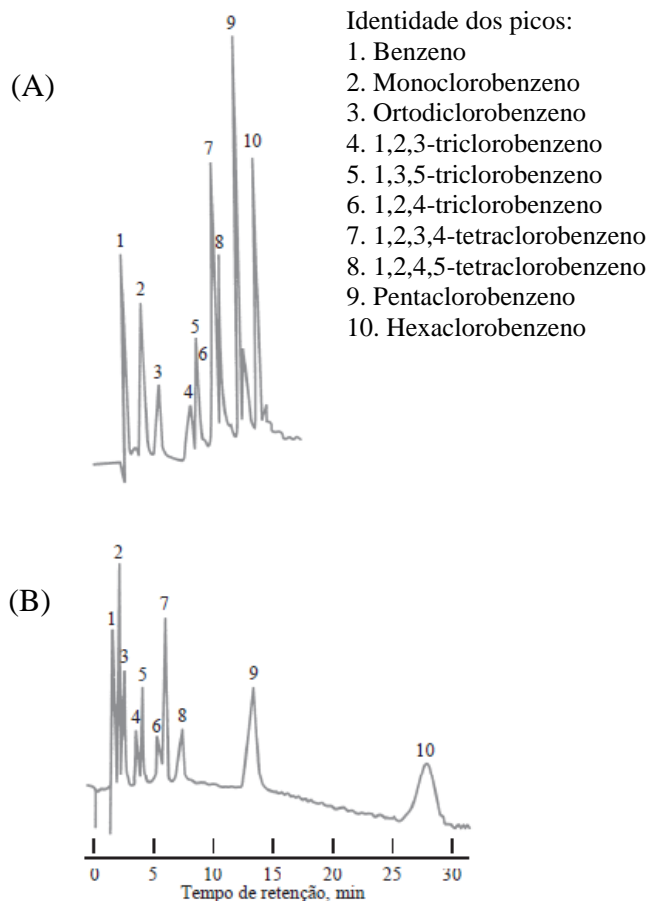 (A)
1
2
3
4
5
6
7
8
9
10
Identidade dos picos:
1. Benzeno
2. Monoclorobenzeno
3. Ortodiclorobenzeno
4. 1,2,3-triclorobenzeno
5. 1,3,5-triclorobenzeno
6. 1,2,4-triclorobenzeno
7. 1,2,3,4-tetraclorobenzeno
8. 1,2,4,5-tetraclorobenzeno
9. Pentaclorobenzeno
10. Hexaclorobenzeno
(B)
1
2
3
4
5
6
7
8
9
10
0 5 10 15 20 25 30
Tempo de retenção, min